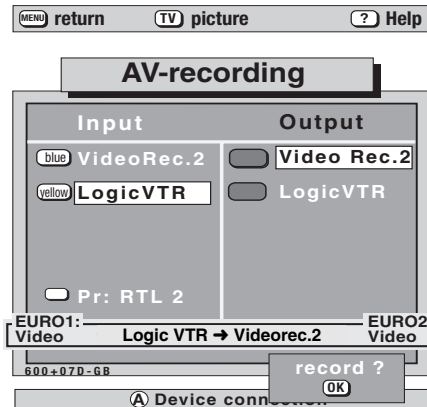 MENU return TV picture ? Help
AV-recording
Input Output
blue VideoRec.2 Video Rec.2
yellow LogicVTR LogicVTR
Pr: RTL 2
EURO1: EURO2
Video Logic VTR ➔ Videorec.2 Video
600+07D-GB record ?
OK
A Device connection